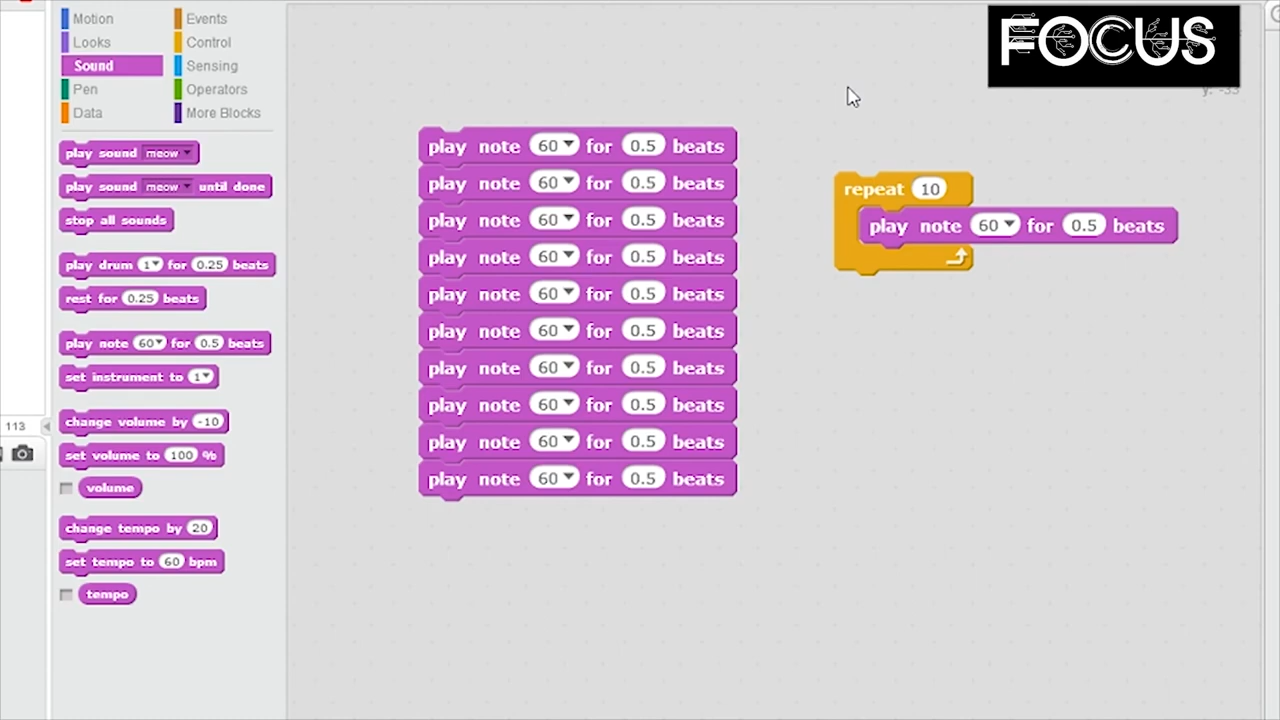 FOCUS
Motion
Events
Looks
Control
Sound
Sensing
Pen
Operators
Data
More Blocks
y: -33
play sound meow
play sound meow until done
stop all sounds
play drum 1 for 0.25 beats
rest for 0.25 beats
play note 60 for 0.5 beats
set instrument to 1
change volume by -10
set volume to 100 %
volume
change tempo by 20
set tempo to 60 bpm
tempo
113
play note 60 for 0.5 beats
play note 60 for 0.5 beats
play note 60 for 0.5 beats
play note 60 for 0.5 beats
play note 60 for 0.5 beats
play note 60 for 0.5 beats
play note 60 for 0.5 beats
play note 60 for 0.5 beats
play note 60 for 0.5 beats
play note 60 for 0.5 beats
repeat 10
play note 60 for 0.5 beats